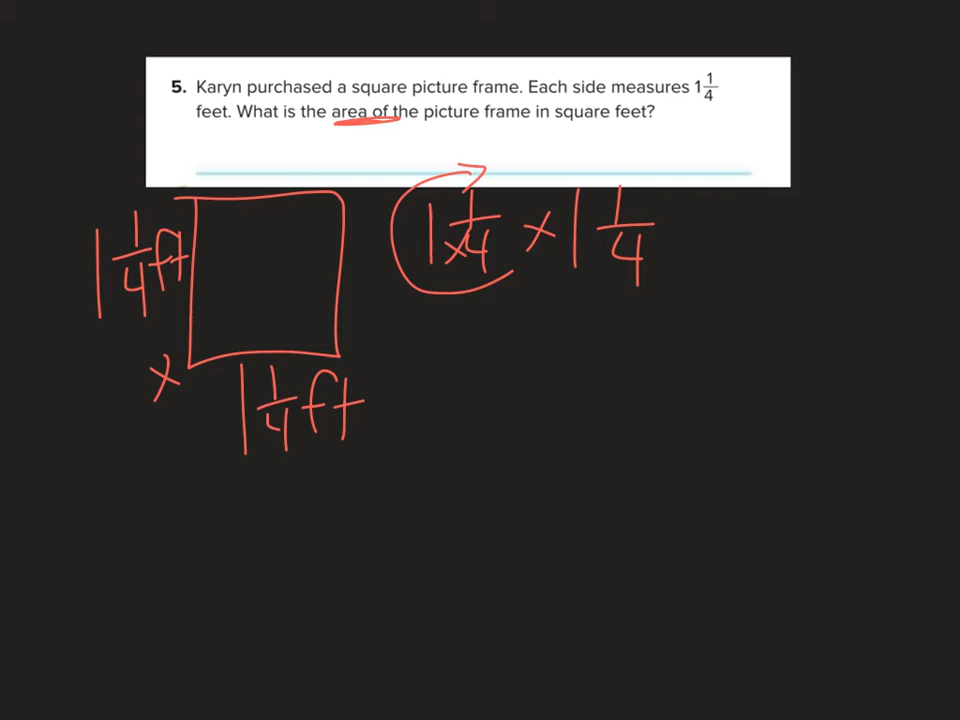 5. Karyn purchased a square picture frame. Each side measures 1 1/4
feet. What is the area of the picture frame in square feet?
1 1/4 ft
x
1 1/4 ft
1 x 1/4 x 1 1/4